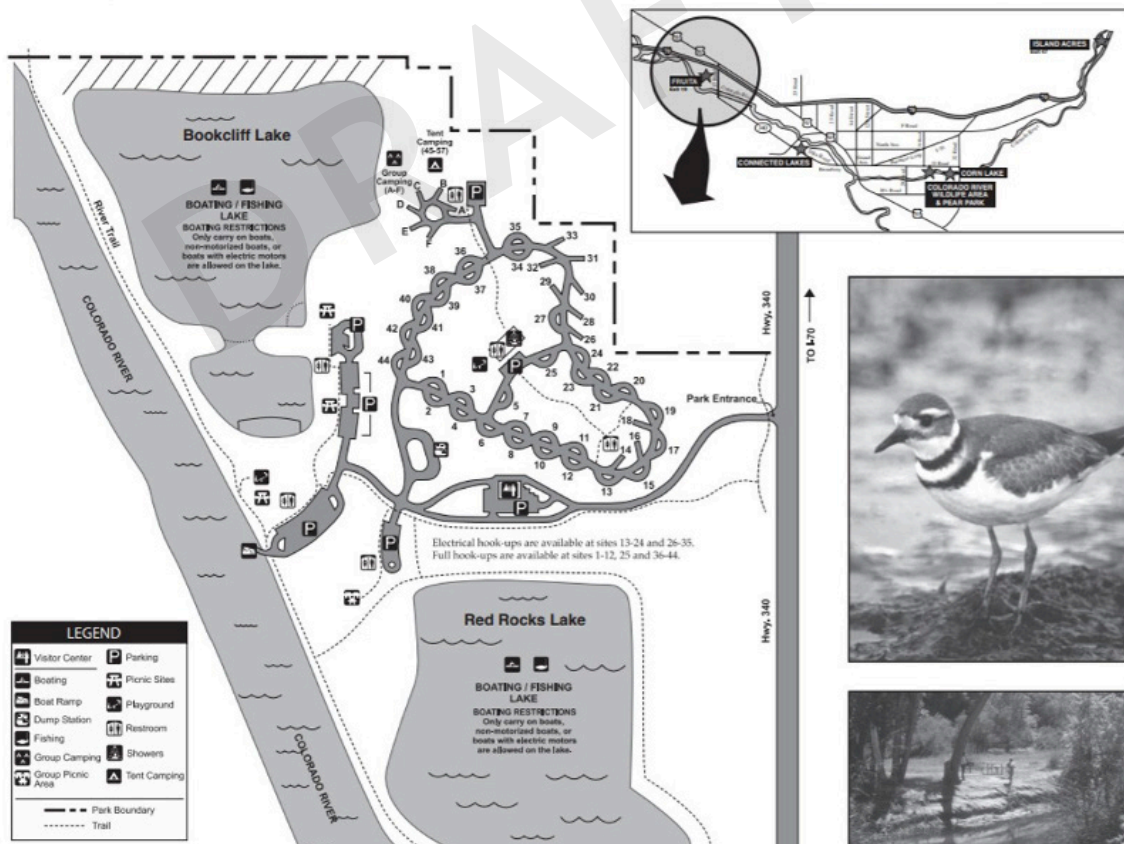 DRAF
Bookcliff Lake
BOATING / FISHING
LAKE
BOATING RESTRICTIONS
Only carry on boats,
non-motorized boats, or
boats with electric motors
are allowed on the lake.
River Trail
COLORADO RIVER
Tent
Camping
(45-57)
Group
Camping
(A-F)
C
B
D
A
E
F
P
35
33
36
34
32
31
38
37
29
30
40
39
27
28
42
41
26
44
43
24
1
3
25
22
20
23
21
2
4
5
18
19
6
7
9
16
17
8
11
14
10
12
13
15
P
P
P
P
P
P
Park Entrance
Hwy. 340
TO I-70
Hwy. 340
Electrical hook-ups are available at sites 13-24 and 26-35.
Full hook-ups are available at sites 1-12, 25 and 36-44.
Red Rocks Lake
BOATING / FISHING
LAKE
BOATING RESTRICTIONS
Only carry on boats,
non-motorized boats, or
boats with electric motors
are allowed on the lake.
COLORADO RIVER
LEGEND
Visitor Center
Boating
Boat Ramp
Dump Station
Fishing
Group Camping
Group Picnic
Area
P Parking
Picnic Sites
Playground
Restroom
Showers
Tent Camping
Park Boundary
Trail
FRUITA
ISLAND ACRES
CONNECTED LAKES
CORN LAKE
COLORADO RIVER
WILDLIFE AREA
& PEAR PARK
340